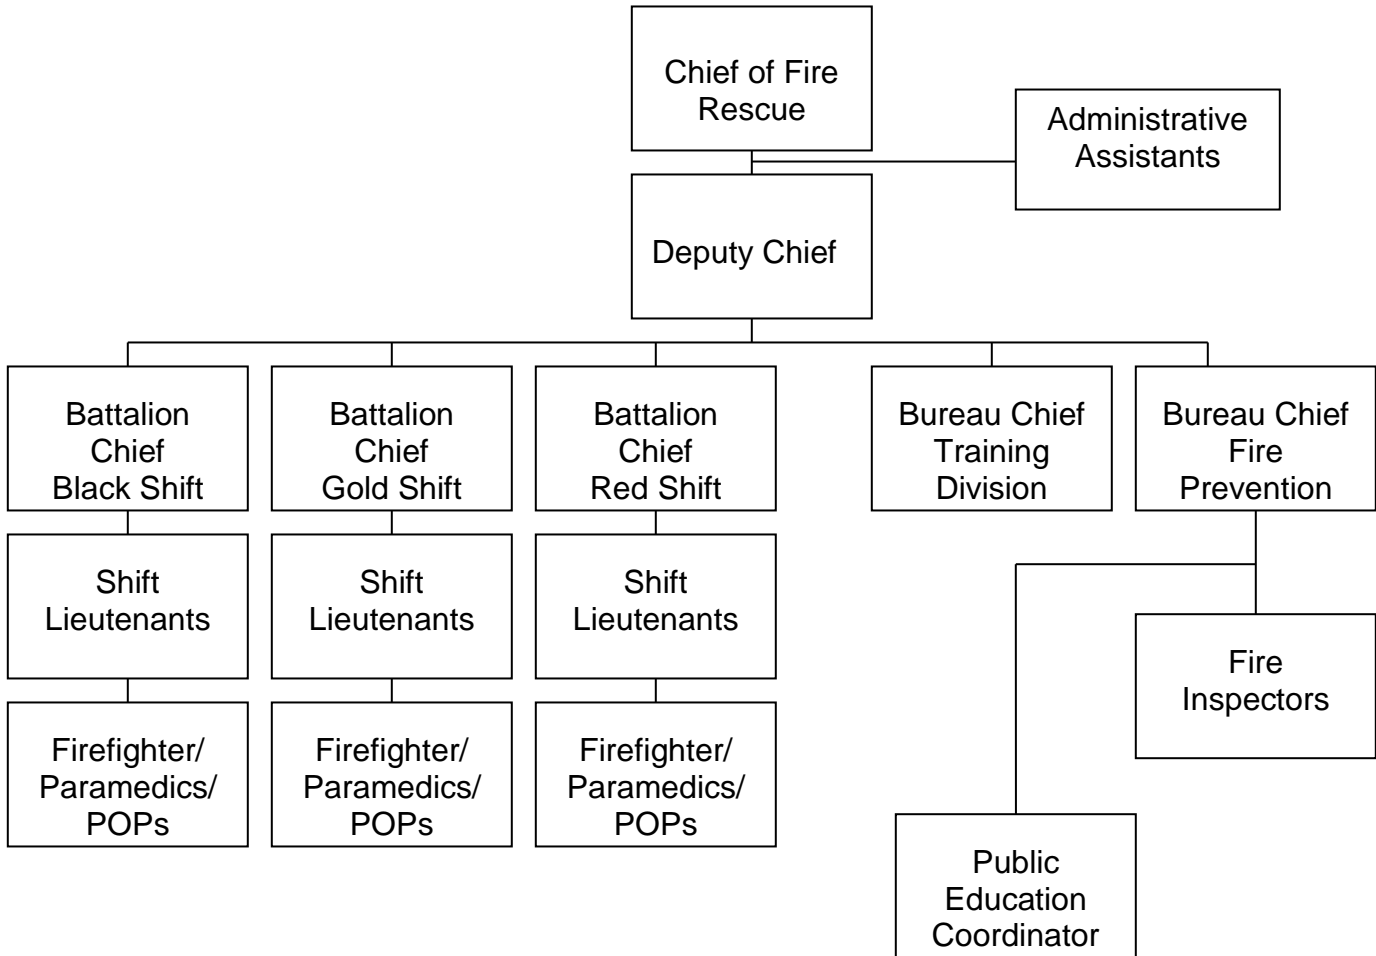 Chief of Fire
Rescue
Administrative
Assistants
Deputy Chief
Battalion
Chief
Black Shift
Battalion
Chief
Gold Shift
Battalion
Chief
Red Shift
Bureau Chief
Training
Division
Bureau Chief
Fire
Prevention
Shift
Lieutenants
Shift
Lieutenants
Shift
Lieutenants
Fire
Inspectors
Firefighter/
Paramedics/
POPs
Firefighter/
Paramedics/
POPs
Firefighter/
Paramedics/
POPs
Public
Education
Coordinator